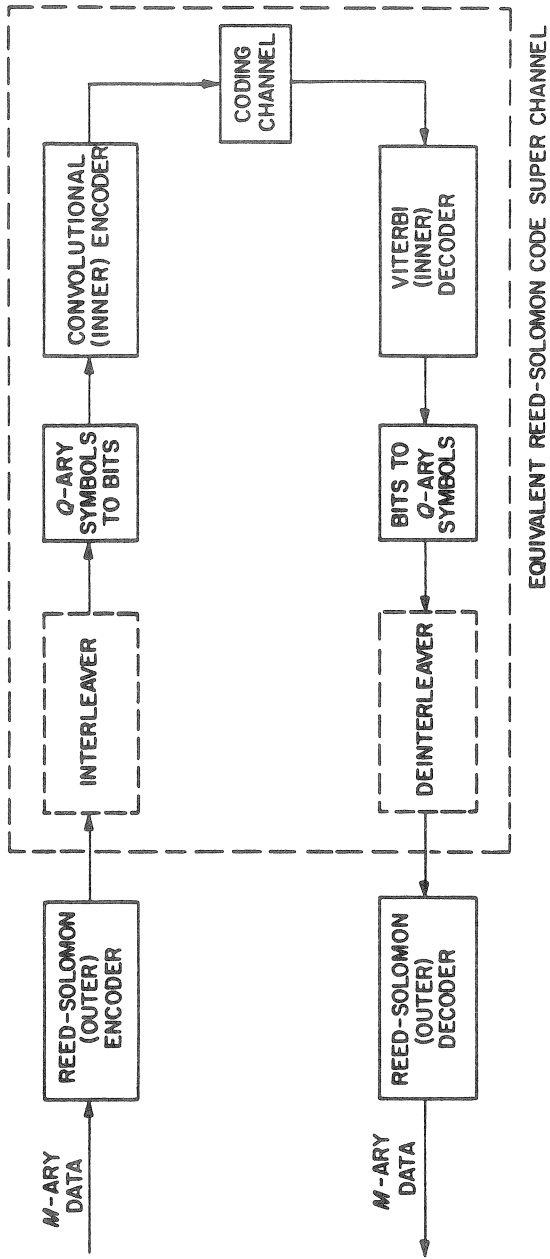 M-ARY
DATA
REED-SOLOMON
(OUTER)
ENCODER
INTERLEAVER
Q-ARY
SYMBOLS
TO BITS
CONVOLUTIONAL
(INNER) ENCODER
CODING
CHANNEL
VITERBI
(INNER)
DECODER
BITS TO
Q-ARY
SYMBOLS
DEINTERLEAVER
REED-SOLOMON
(OUTER)
DECODER
M-ARY
DATA
EQUIVALENT REED-SOLOMON CODE SUPER CHANNEL